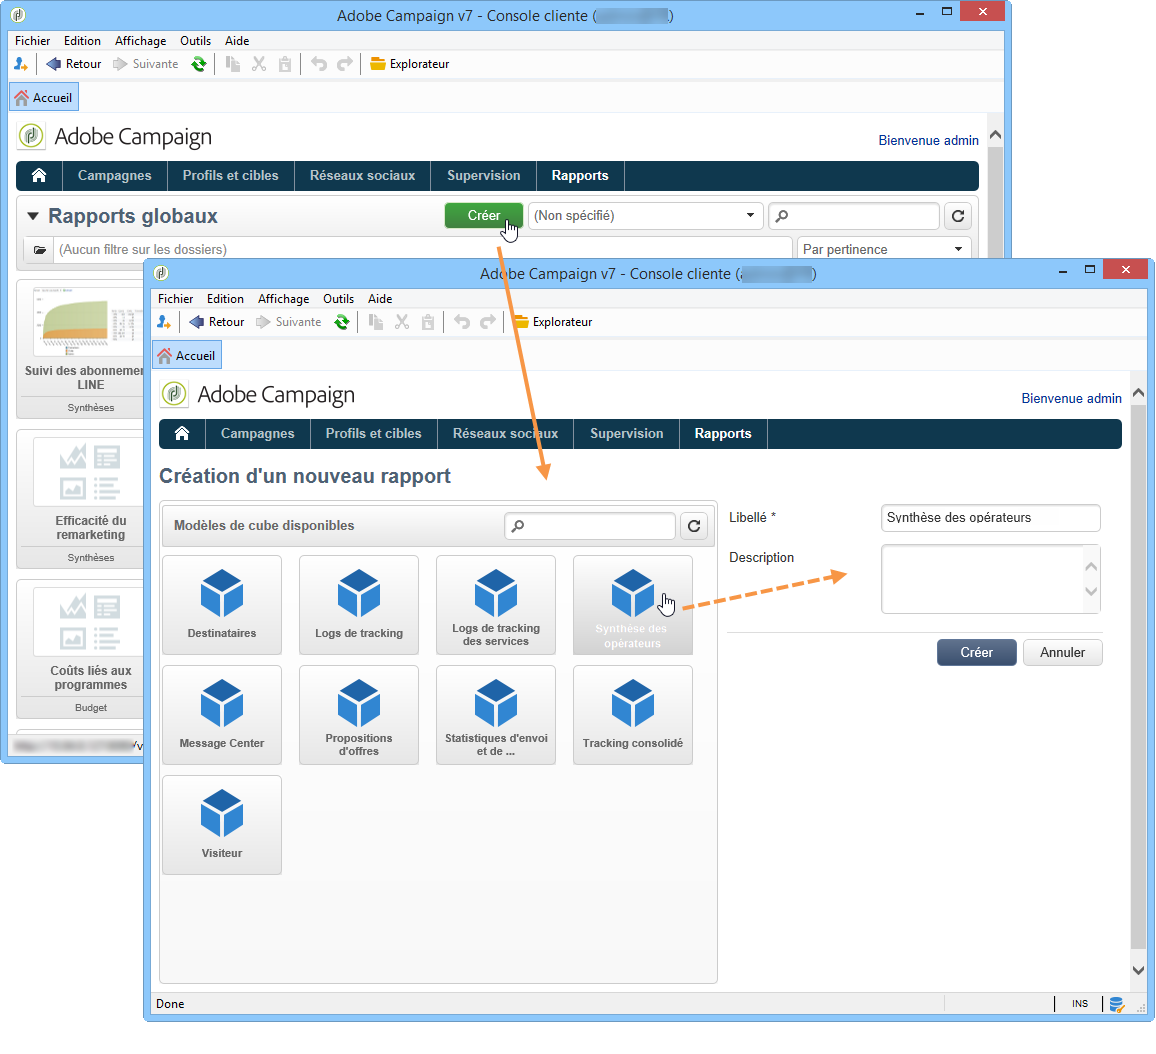 Adobe Campaign v7 - Console cliente (
)
Fichier Edition Affichage Outils Aide
Retour Suivante Explorateur
Accueil
Adobe Campaign
Bienvenue admin
Campagnes Profils et cibles Réseaux sociaux Supervision Rapports
Rapports globaux Créer (Non spécifié)
(Aucun filtre sur les dossiers) Par pertinence
Suivi des abonnemen
LINE
Synthèses
Efficacité du
remarketing
Synthèses
Coûts liés aux
programmes
Budget
/v
Adobe Campaign v7 - Console cliente (
)
Fichier Edition Affichage Outils Aide
Retour Suivante Explorateur
Accueil
Adobe Campaign
Bienvenue admin
Campagnes Profils et cibles Réseaux sociaux Supervision Rapports
Création d'un nouveau rapport
Modèles de cube disponibles
Destinataires
Logs de tracking
Logs de tracking
des services
Synthèse des
opérateurs
Message Center
Propositions
d'offres
Statistiques d'envoi
et de ...
Tracking consolidé
Visiteur
Libellé * Synthèse des opérateurs
Description
Créer Annuler
Done INS